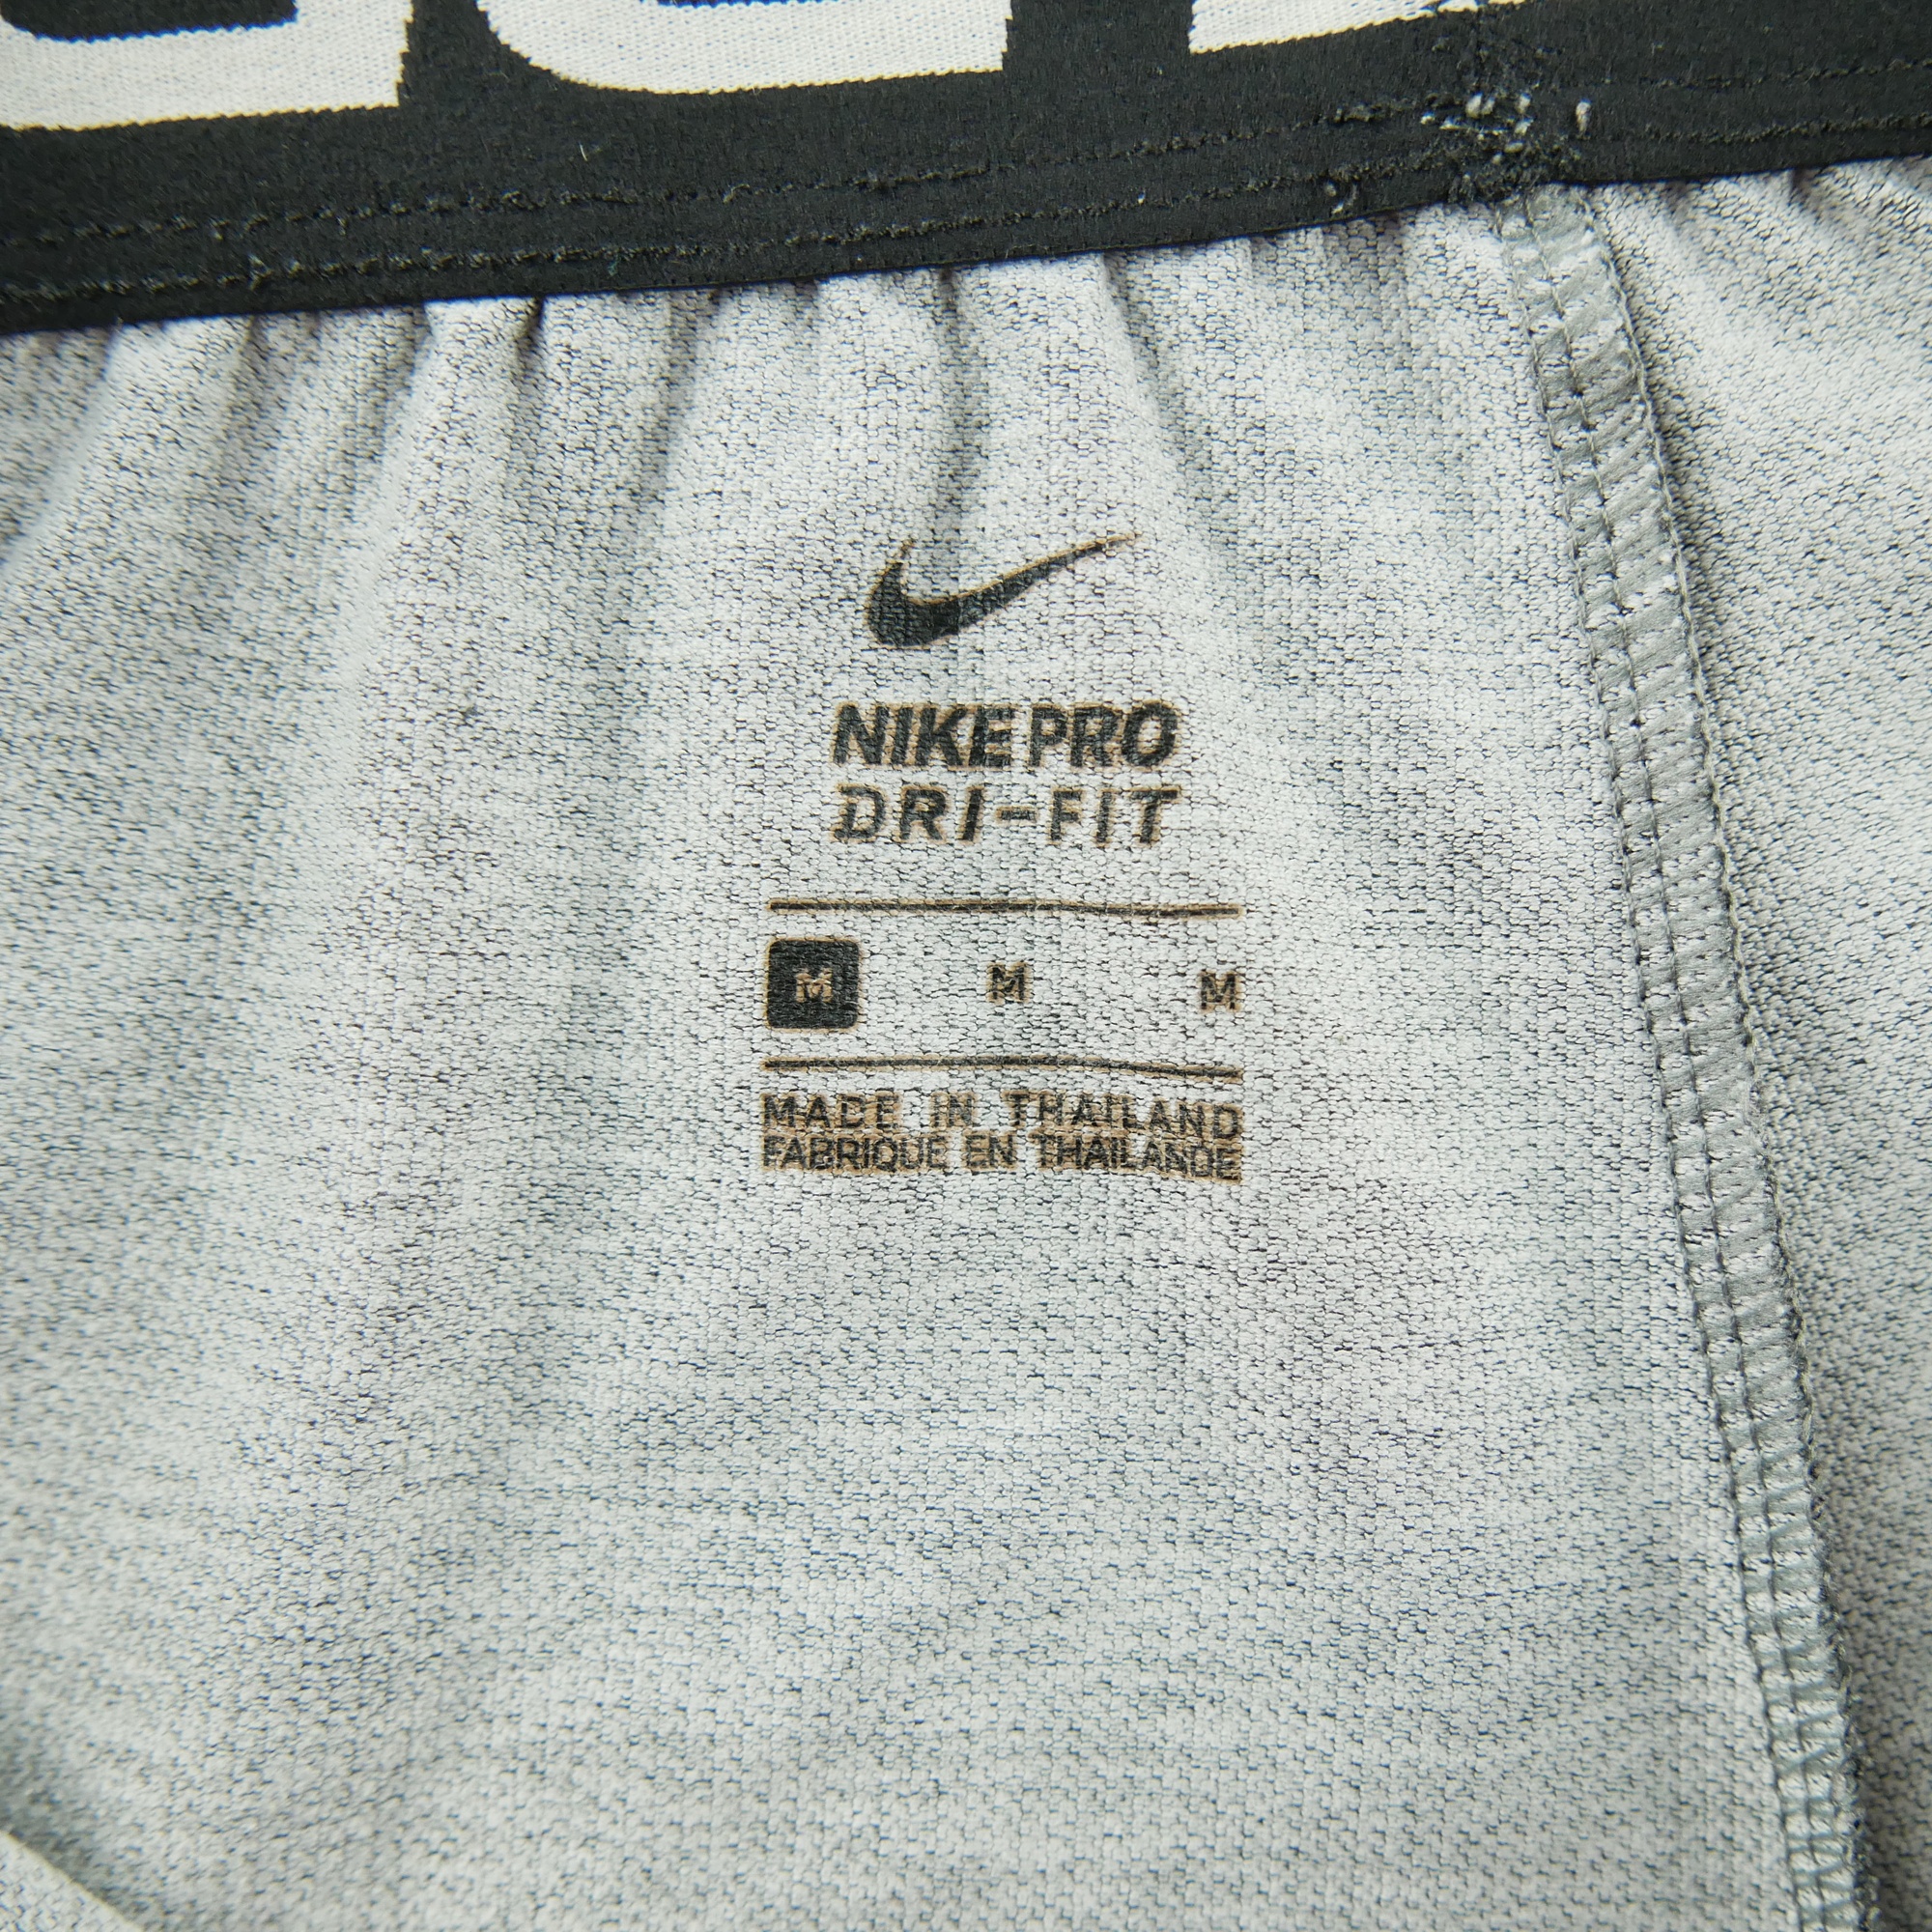 NIKE PRO
DRI-FIT
M M M
MADE IN THAILAND
FABRIQUE EN THAILANDE